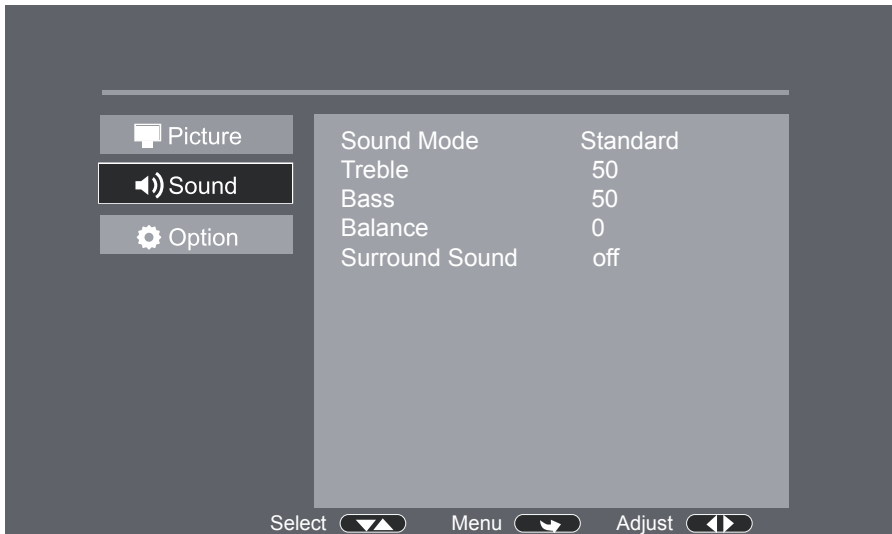 Picture
Sound
Option
Sound Mode Standard
Treble 50
Bass 50
Balance 0
Surround Sound off
Select Menu Adjust